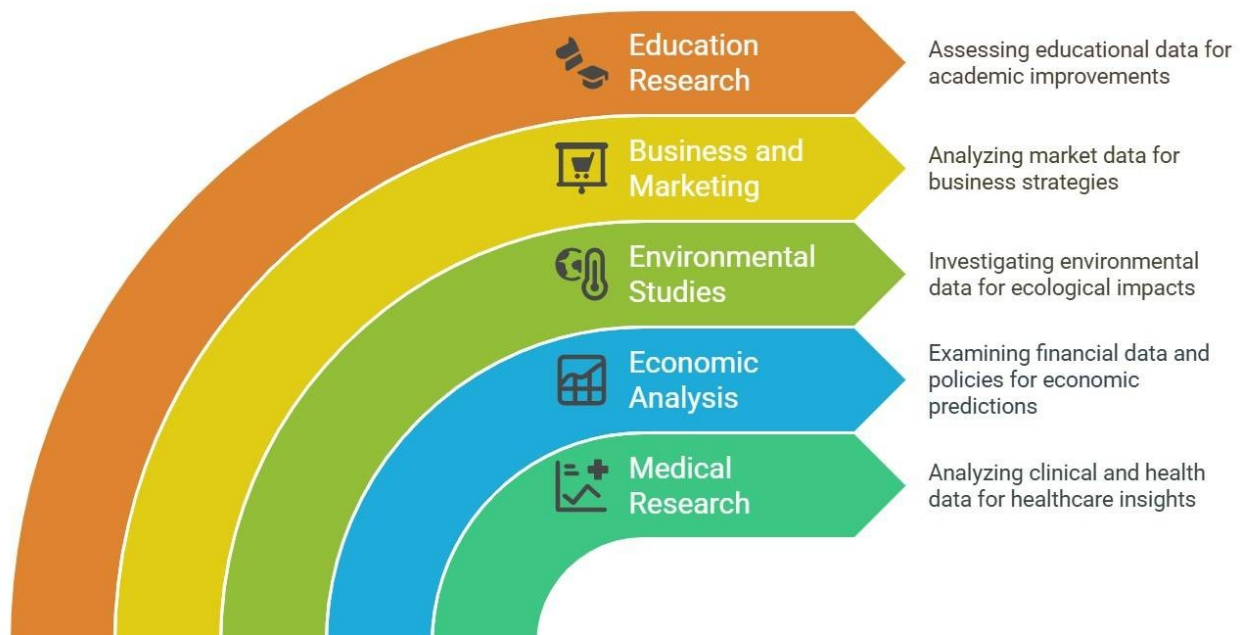 Education
Research
Assessing educational data for
academic improvements
Business and
Marketing
Analyzing market data for
business strategies
Environmental
Studies
Investigating environmental
data for ecological impacts
Economic
Analysis
Examining financial data and
policies for economic
predictions
Medical
Research
Analyzing clinical and health
data for healthcare insights